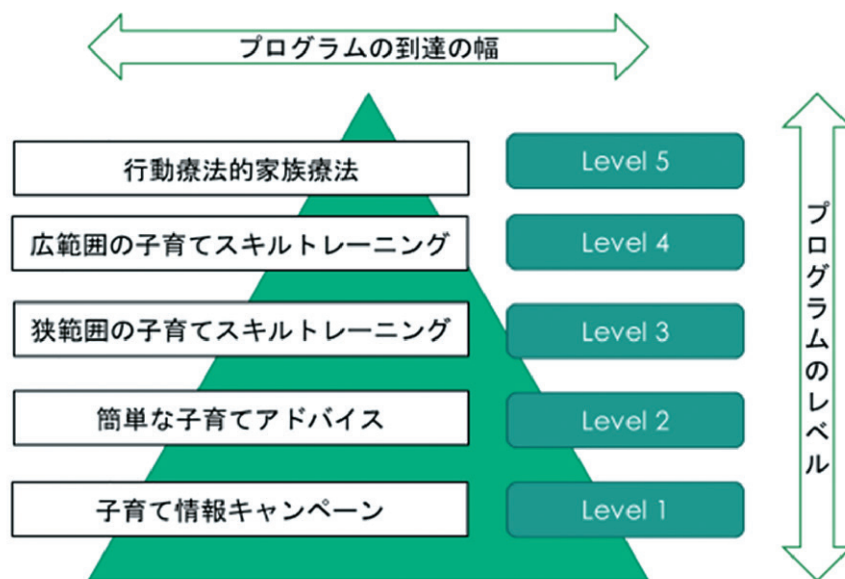 プログラムの到達の幅
行動療法的家族療法
Level 5
広範囲の子育てスキルトレーニング
Level 4
狭範囲の子育てスキルトレーニング
Level 3
簡単な子育てアドバイス
Level 2
子育て情報キャンペーン
Level 1
プログラムのレベル